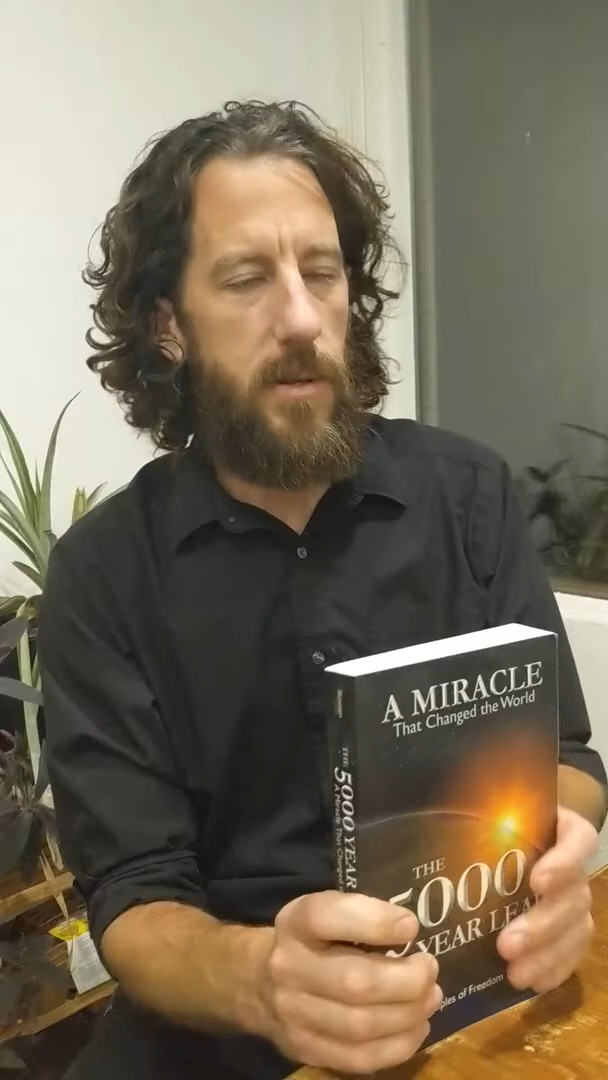 A MIRACLE
That Changed the World
THE
5000
YEAR LEA
ples of Freedom
THE 5000 YEAR
A Miracle That Changed